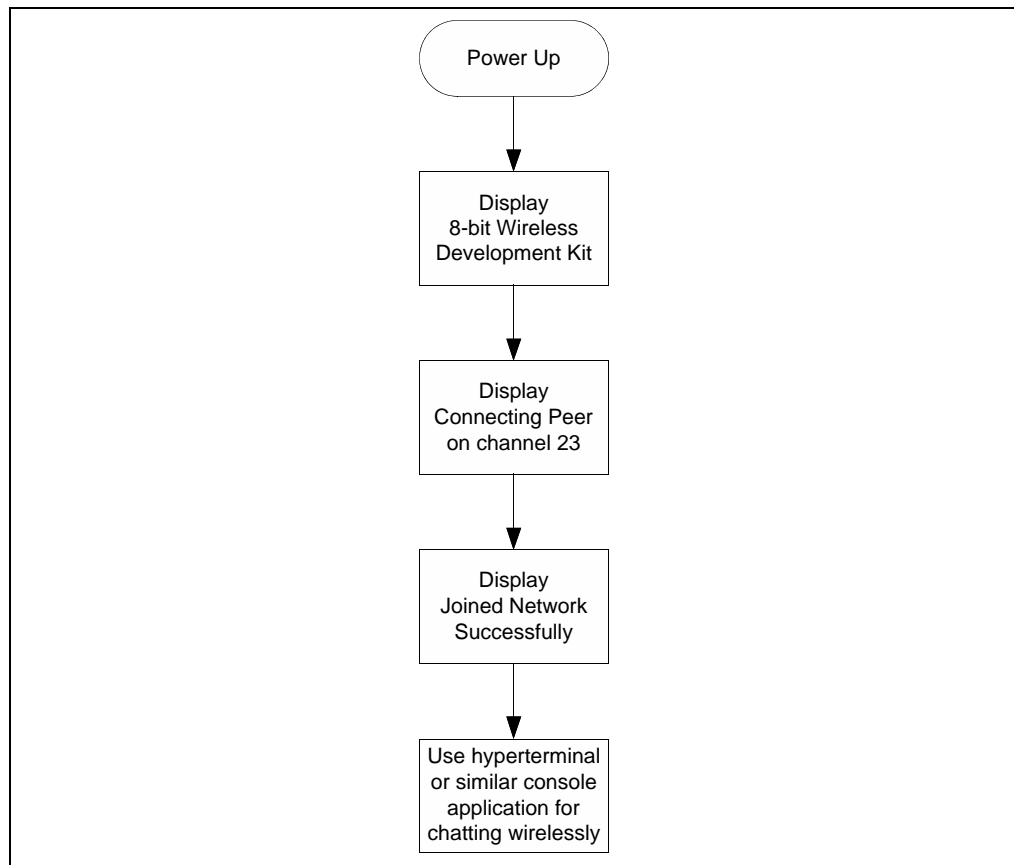 Power Up
Display
8-bit Wireless
Development Kit
Display
Connecting Peer
on channel 23
Display
Joined Network
Successfully
Use hyperterminal
or similar console
application for
chatting wirelessly